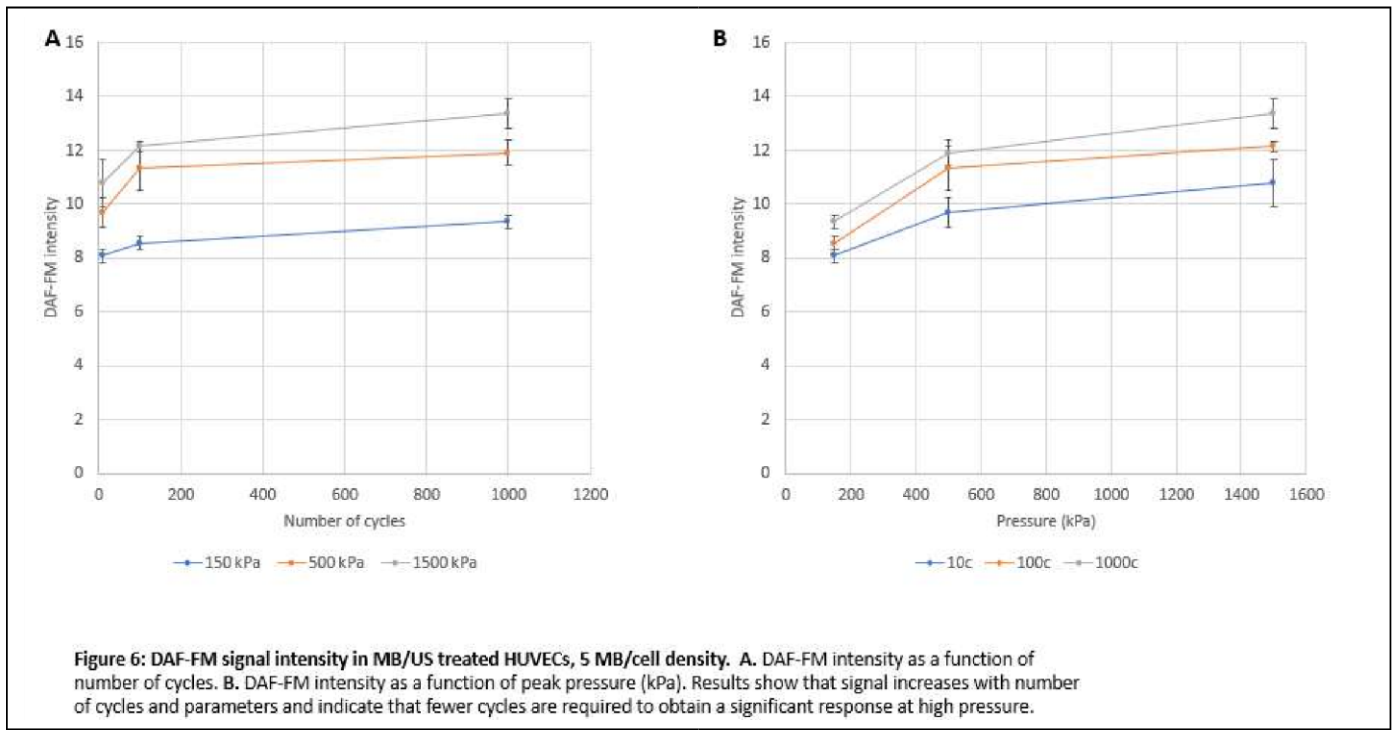 A
16
14
12
10
8
6
4
2
0
DAF-FM intensity
0 200 400 600 800 1000 1200
Number of cycles
150 kPa 500 kPa 1500 kPa
B
16
14
12
10
8
6
4
2
0
DAF-FM intensity
0 200 400 600 800 1000 1200 1400 1600
Pressure (kPa)
10c 100c 1000c
Figure 6: DAF-FM signal intensity in MB/US treated HUVECs, 5 MB/cell density. A. DAF-FM intensity as a function of
number of cycles. B. DAF-FM intensity as a function of peak pressure (kPa). Results show that signal increases with number
of cycles and parameters and indicate that fewer cycles are required to obtain a significant response at high pressure.